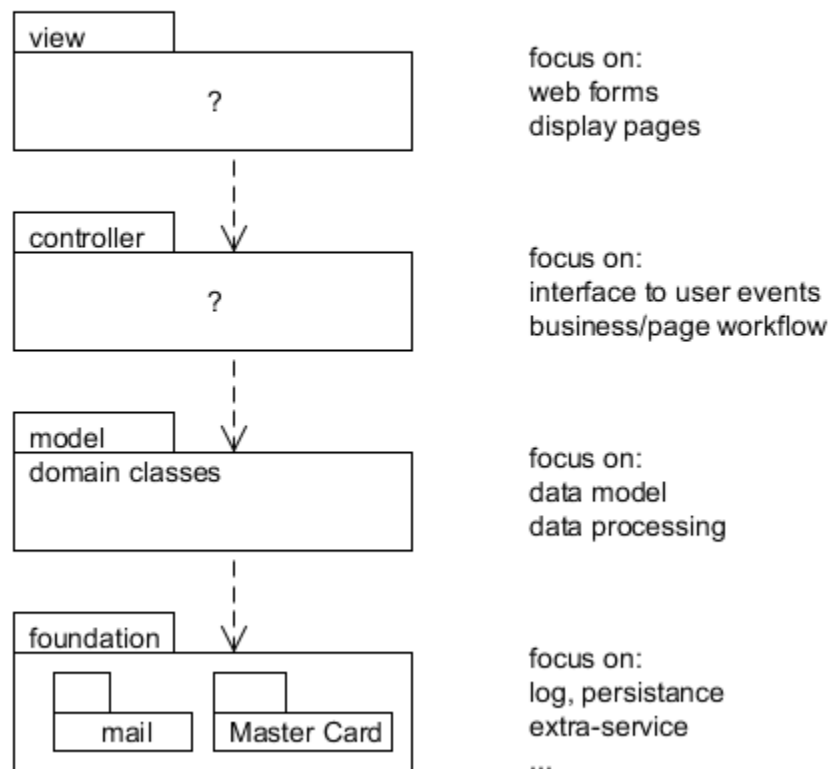 view
?
focus on:
web forms
display pages
controller
?
focus on:
interface to user events
business/page workflow
model
domain classes
focus on:
data model
data processing
foundation
mail
Master Card
focus on:
log, persistance
extra-service
...